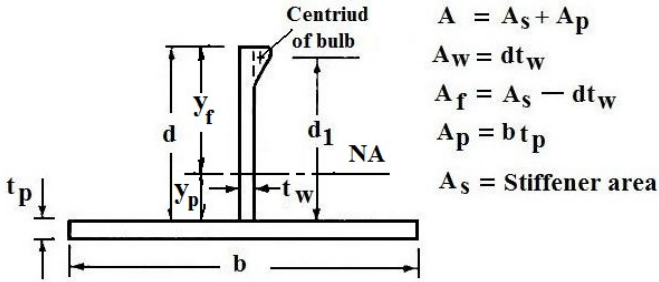 Centriud
of bulb
d
yf
d1
NA
tp
yp
tw
b
A = As + Ap
Aw = dtw
Af = As — dtw
Ap = btp
As = Stiffener area